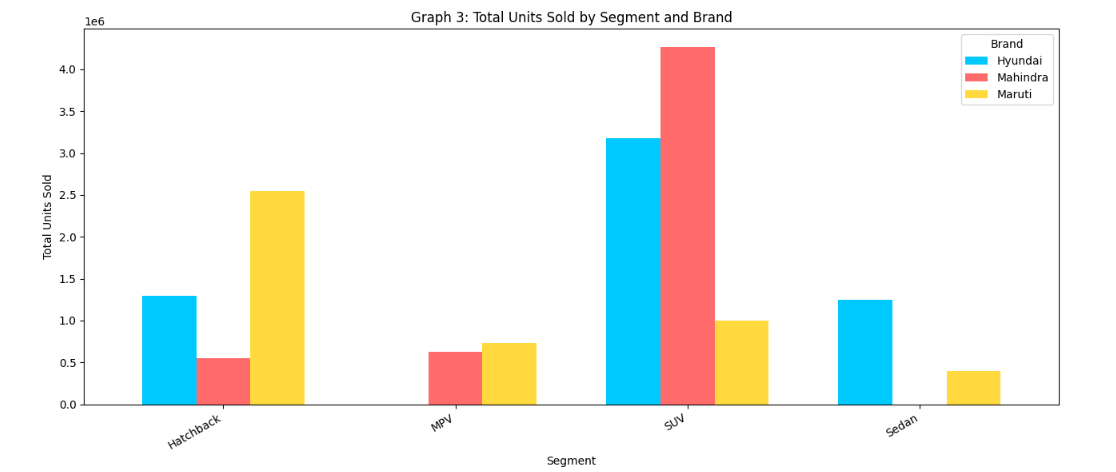 Graph 3: Total Units Sold by Segment and Brand
1e6
Brand
Hyundai
Mahindra
Maruti
4.0
3.5
3.0
2.5
2.0
1.5
1.0
0.5
0.0
Total Units Sold
Hatchback
MPV
SUV
Sedan
Segment